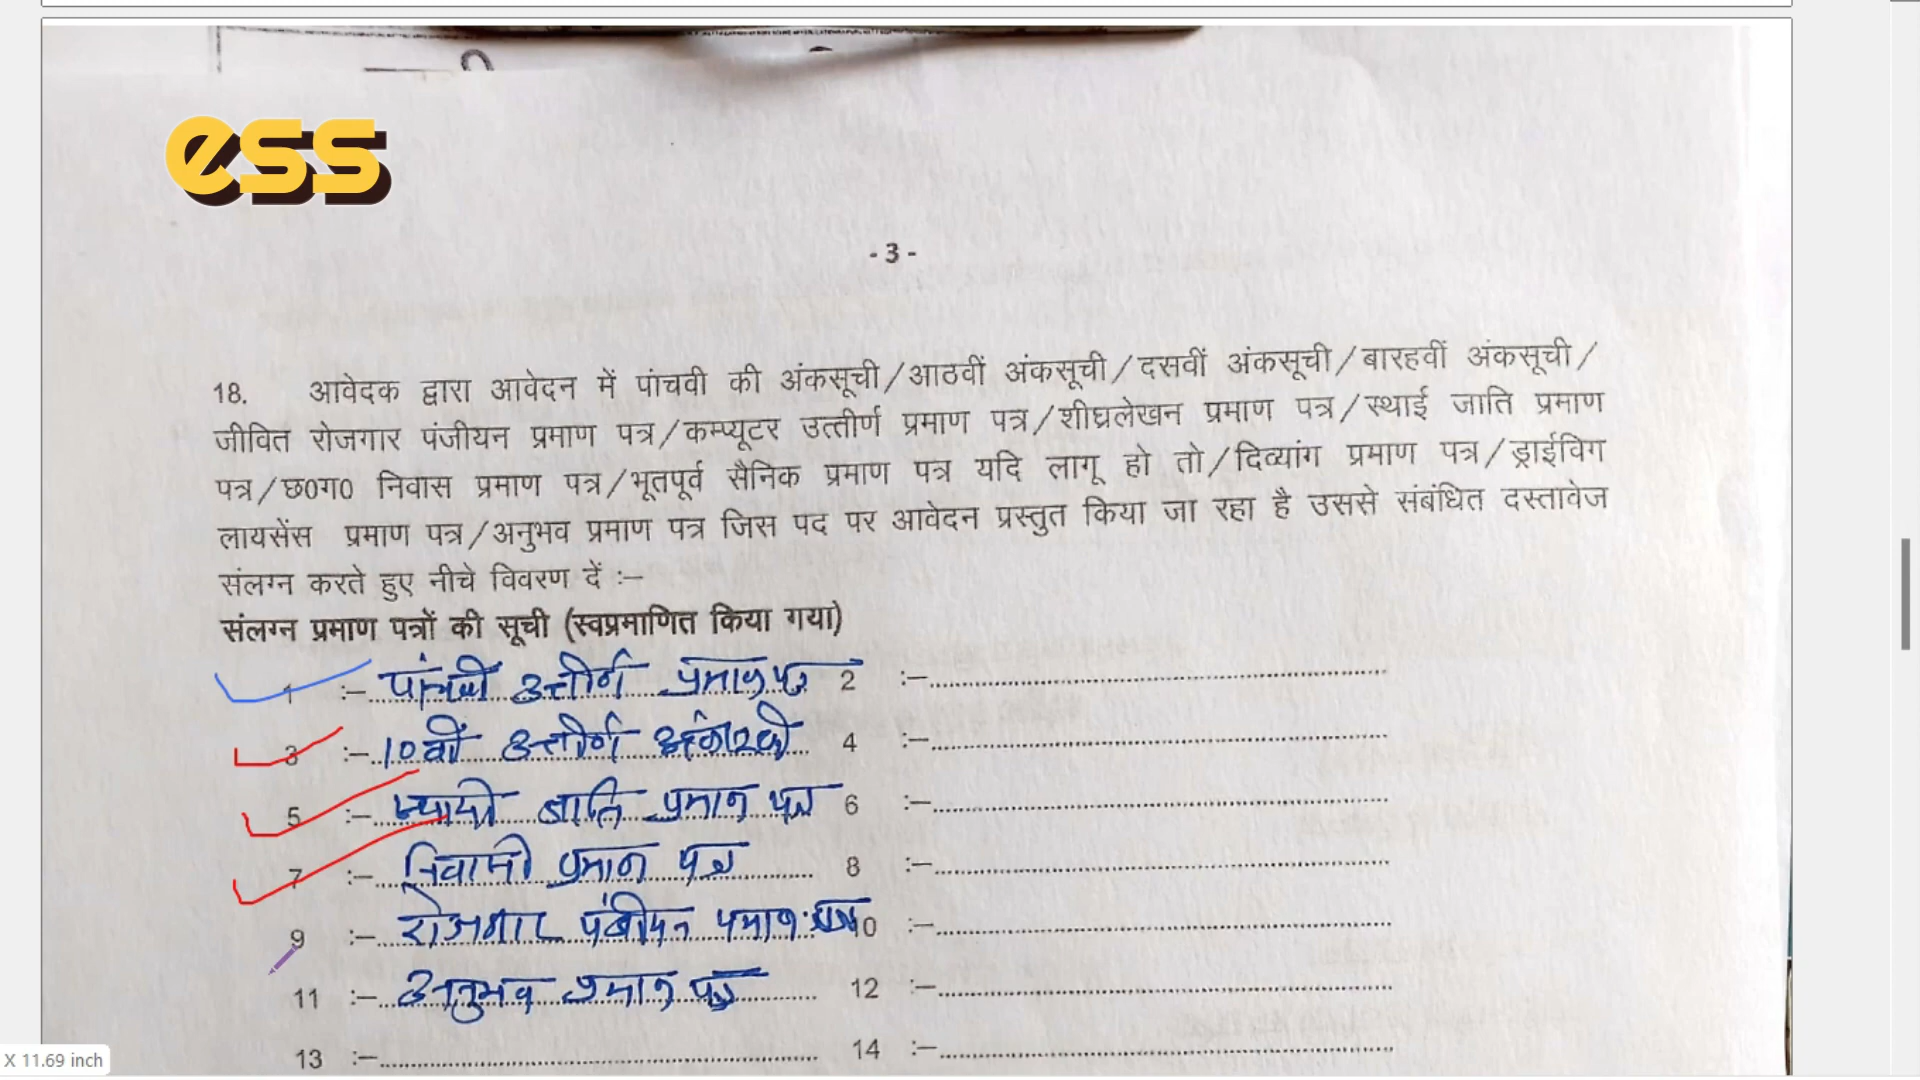 ess
- 3 -
18. आवेदक द्वारा आवेदन में पांचवी की अंकसूची/आठवीं अंकसूची/दसवीं अंकसूची/बारहवीं अंकसूची/
जीवित रोजगार पंजीयन प्रमाण पत्र/कम्प्यूटर उत्तीर्ण प्रमाण पत्र/शीघ्रलेखन प्रमाण पत्र/स्थाई जाति प्रमाण
पत्र/छ0ग0 निवास प्रमाण पत्र/भूतपूर्व सैनिक प्रमाण पत्र यदि लागू हो तो/दिव्यांग प्रमाण पत्र/ड्राईविग
लायसेंस प्रमाण पत्र/अनुभव प्रमाण पत्र जिस पद पर आवेदन प्रस्तुत किया जा रहा है उससे संबंधित दस्तावेज
संलग्न करते हुए नीचे विवरण दें :–
संलग्न प्रमाण पत्रों की सूची (स्वप्रमाणित किया गया)
1 :– पांचवी उत्तीर्ण प्रमाण पत्र 2 :–
3 :– 10वीं उत्तीर्ण 4 :–
5 :– स्थायी जाति प्रमाण पत्र 6 :–
7 :– निवासी प्रमाण पत्र 8 :–
9 :– रोजगार पंजीयन प्रमाण पत्र 10 :–
11 :– अनुभव प्रमाण पत्र 12 :–
13 :– 14 :–
X 11.69 inch